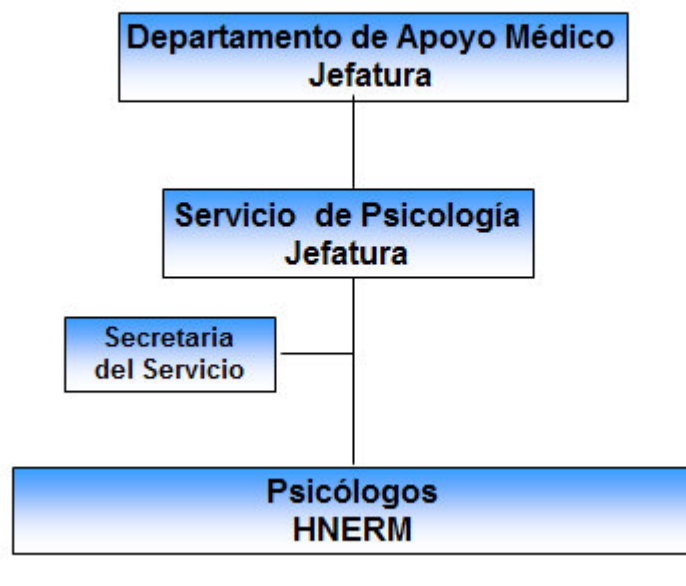 Departamento de Apoyo Médico
Jefatura
Servicio de Psicología
Jefatura
Secretaria
del Servicio
Psicólogos
HNERM